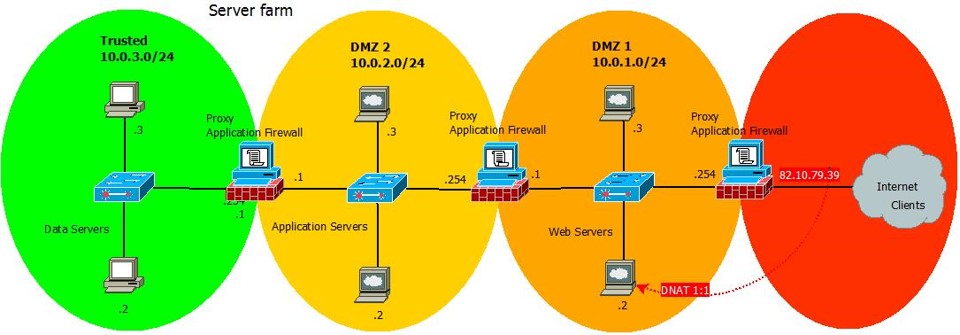 Server farm
Trusted
10.0.3.0/24
DMZ 2
10.0.2.0/24
DMZ 1
10.0.1.0/24
.3
Proxy
Application Firewall
.3
Proxy
Application Firewall
.3
Proxy
Application Firewall
.1
.254
.1
.254
82.10.79.39
Internet
Clients
.254
.1
Data Servers
Application Servers
Web Servers
DNAT 1:1
.2
.2
.2